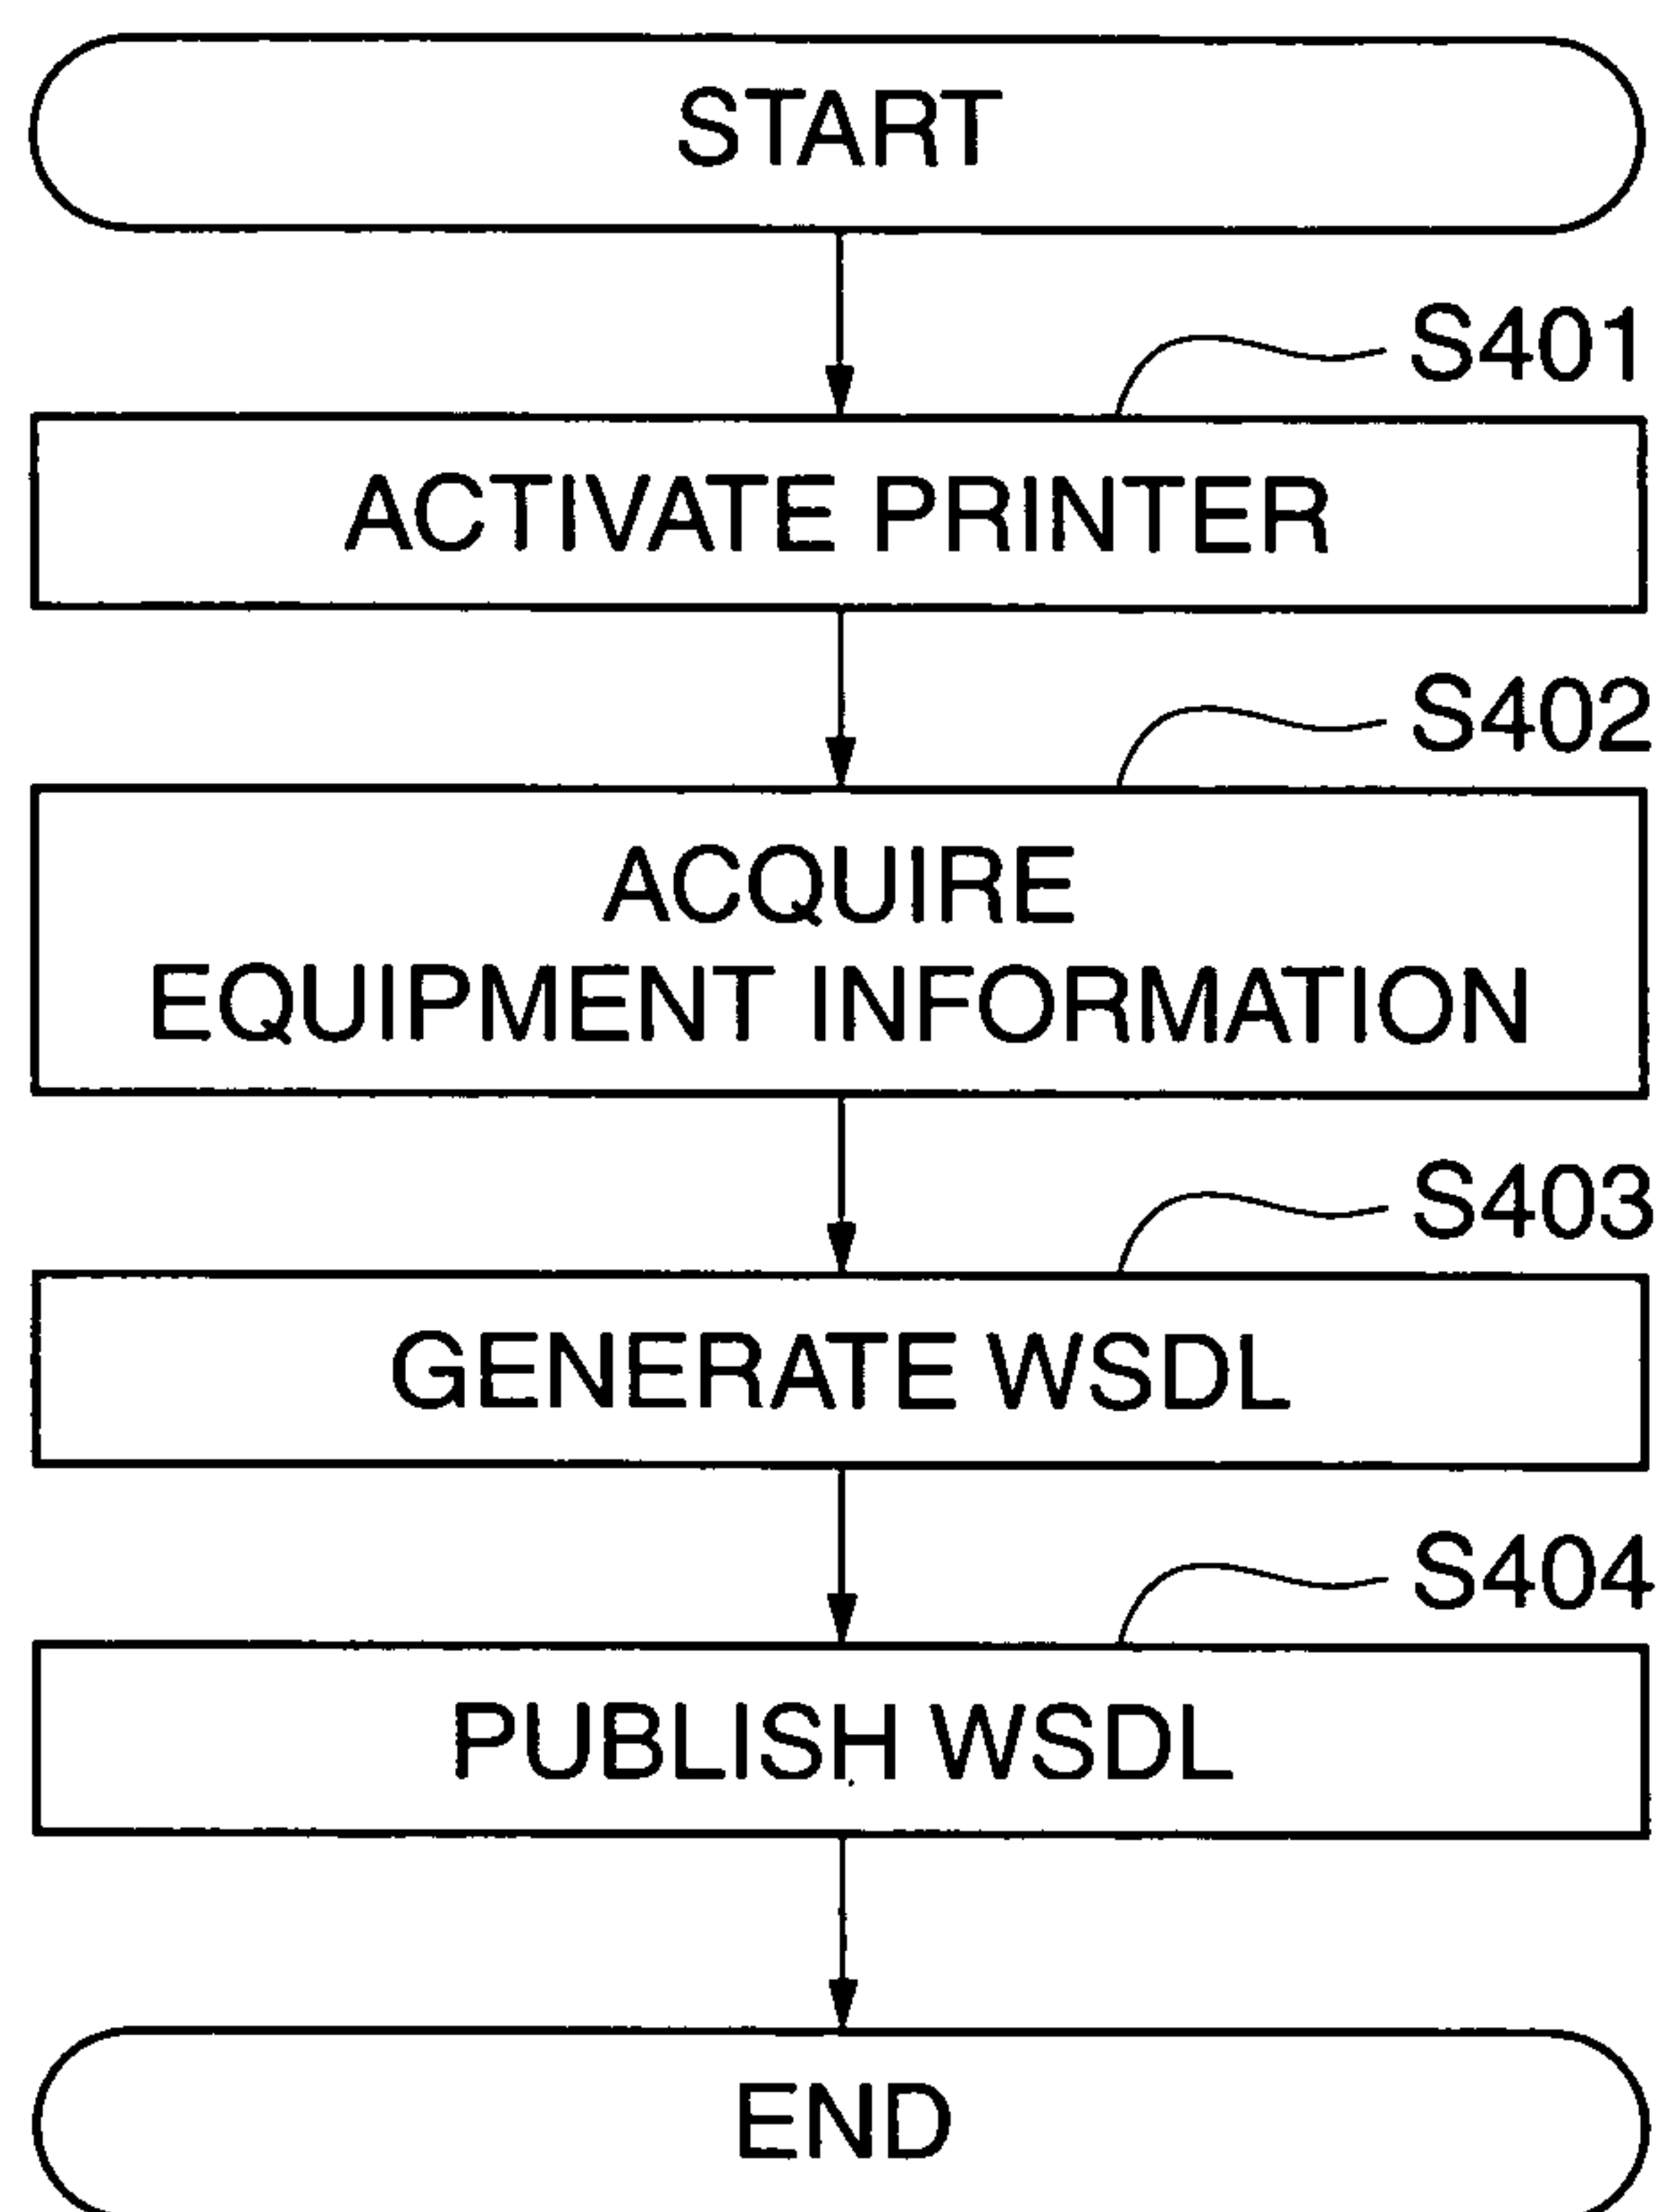 START
S401
ACTIVATE PRINTER
S402
ACQUIRE
EQUIPMENT INFORMATION
S403
GENERATE WSDL
S404
PUBLISH WSDL
END